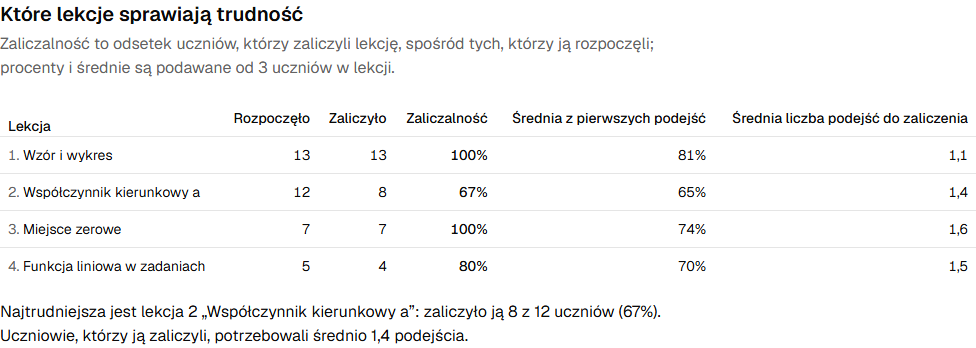 Które lekcje sprawiają trudność
Zaliczalność to odsetek uczniów, którzy zaliczyli lekcję, spośród tych, którzy ją rozpoczęli;
procenty i średnie są podawane od 3 uczniów w lekcji.
Lekcja Rozpoczęło Zaliczyło Zaliczalność Średnia z pierwszych podejść Średnia liczba podejść do zaliczenia
1. Wzór i wykres 13 13 100% 81% 1,1
2. Współczynnik kierunkowy a 12 8 67% 65% 1,4
3. Miejsce zerowe 7 7 100% 74% 1,6
4. Funkcja liniowa w zadaniach 5 4 80% 70% 1,5
Najtrudniejsza jest lekcja 2 „Współczynnik kierunkowy a”: zaliczyło ją 8 z 12 uczniów (67%).
Uczniowie, którzy ją zaliczyli, potrzebowali średnio 1,4 podejścia.